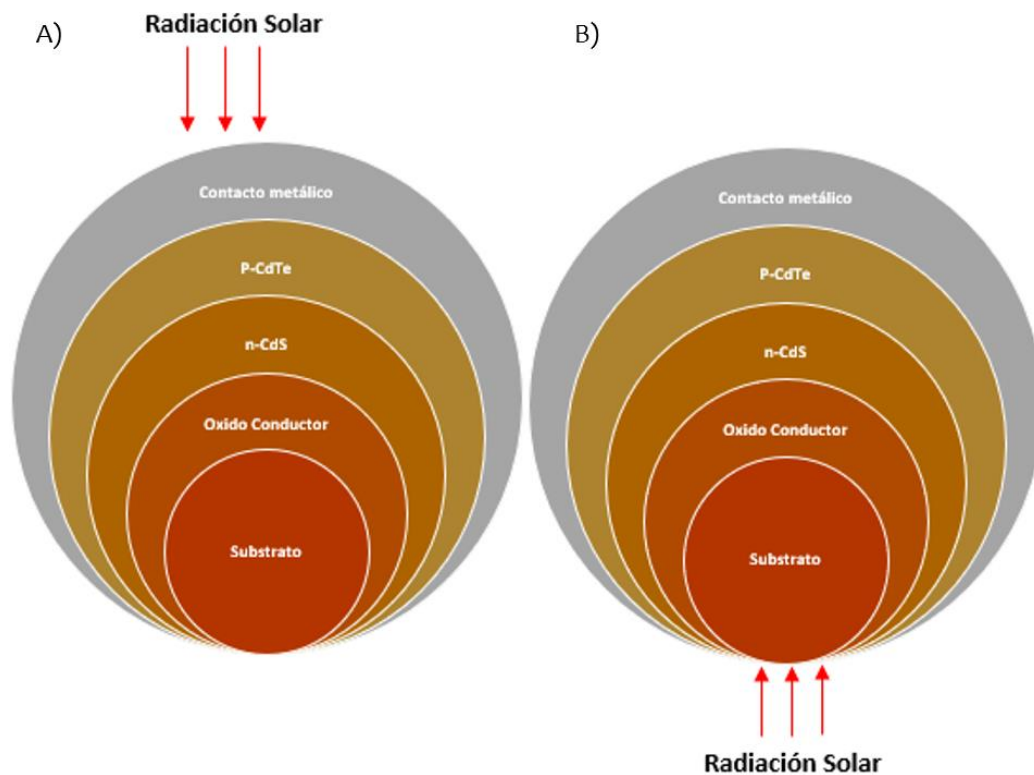 A)
Radiación Solar
Contacto metálico
P-CdTe
n-CdS
Oxido Conductor
Substrato
B)
Contacto metálico
P-CdTe
n-CdS
Oxido Conductor
Substrato
Radiación Solar